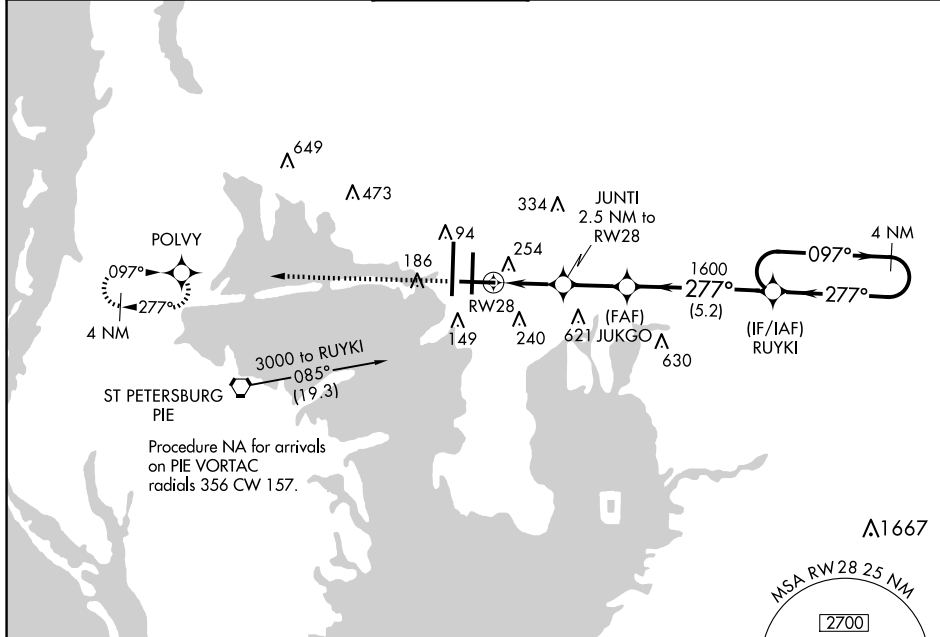 649
473
334
JUNTI
2.5 NM to
RW28
4 NM
94
POLVY
254
097°
186
1600
097°
277°
277°
277°
(5.2)
4 NM
RW28
(FAF)
JUKGO
(IF/IAF)
RUYKI
149
240
621
630
3000 to RUYKI
085°
(19.3)
ST PETERSBURG
PIE
Procedure NA for arrivals
on PIE VORTAC
radials 356 CW 157.
1667
MSA RW 28 25 NM
2700